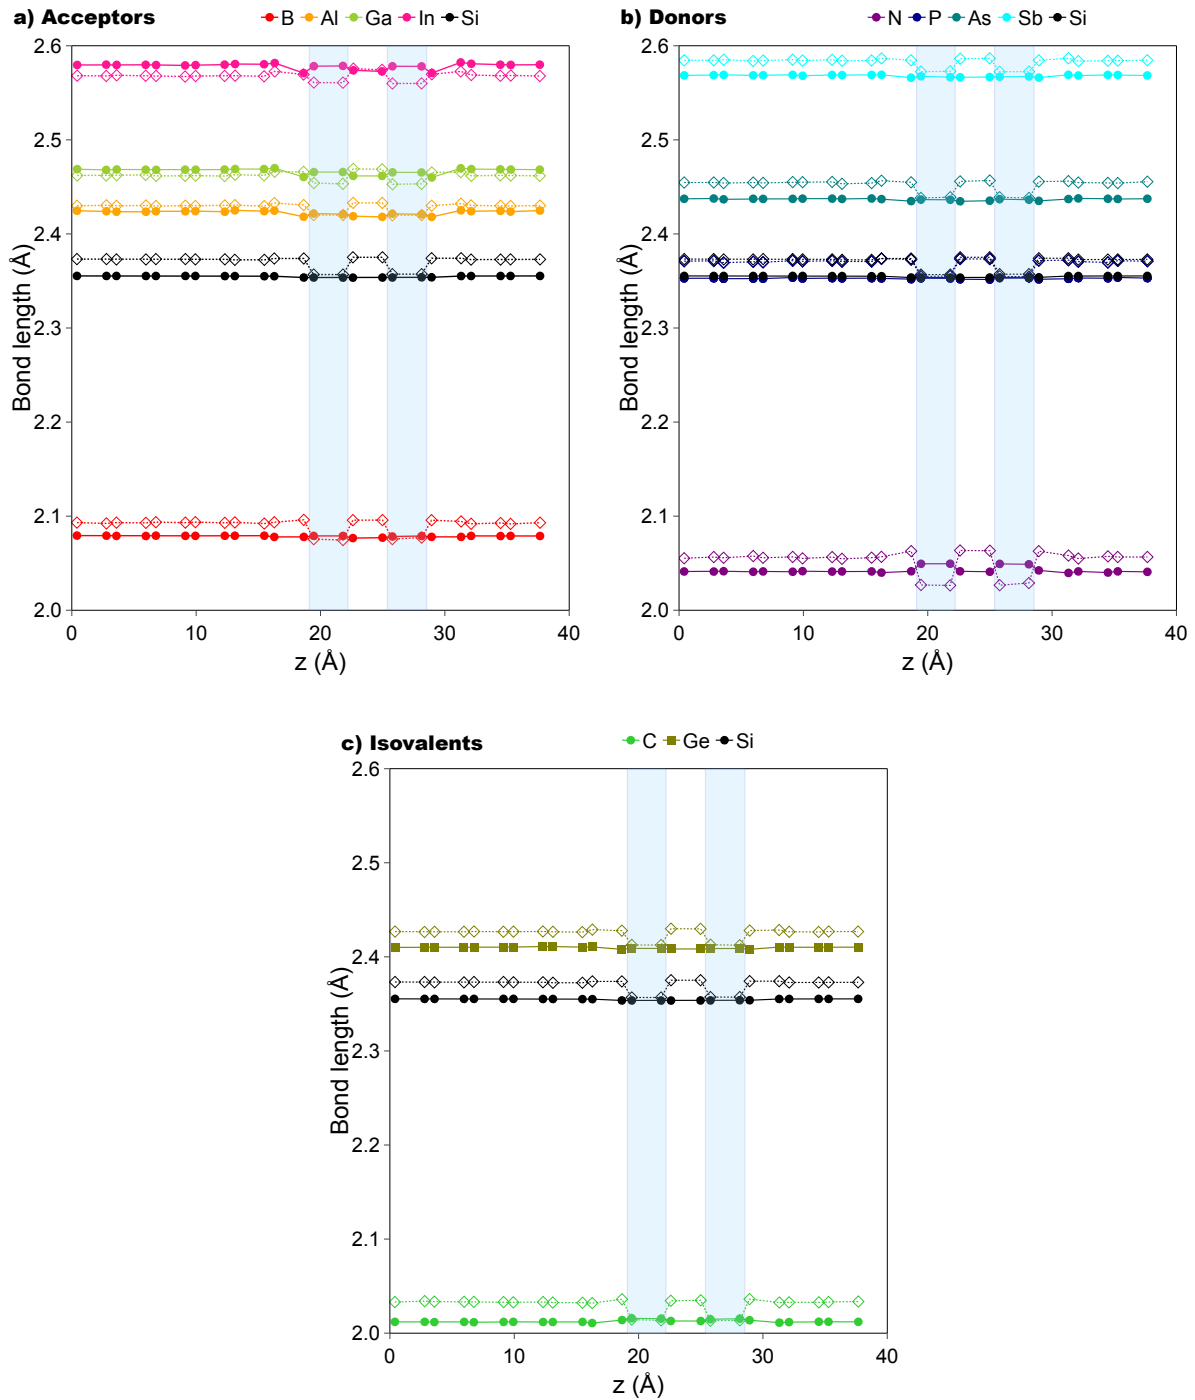 a) Acceptors
B Al Ga In Si
2.6
2.5
2.4
2.3
2.2
2.1
2.0
Bond length (Å)
0 10 20 30 40
z (Å)
b) Donors
N P As Sb Si
2.6
2.5
2.4
2.3
2.2
2.1
2.0
Bond length (Å)
0 10 20 30 40
z (Å)
c) Isovalents
C Ge Si
2.6
2.5
2.4
2.3
2.2
2.1
2.0
Bond length (Å)
0 10 20 30 40
z (Å)